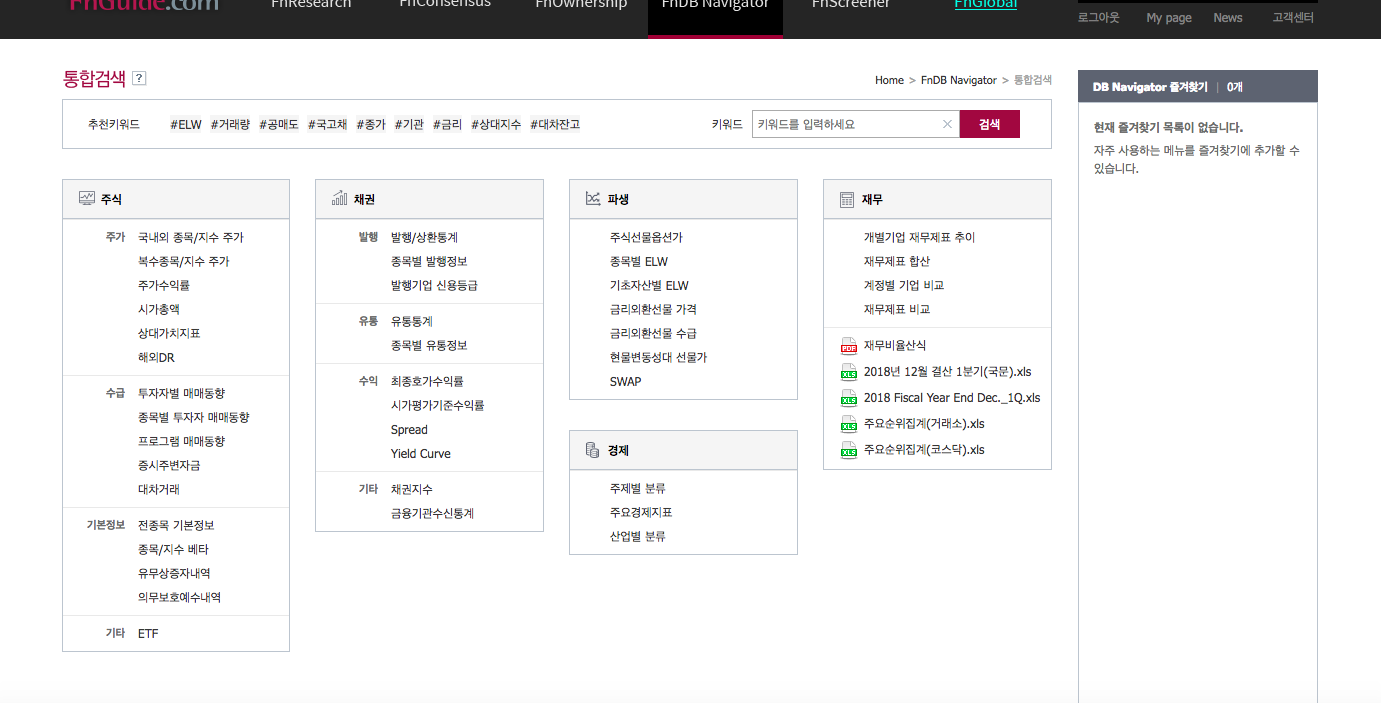 FnGuide.com
FnResearch
FnConsensus
FnOwnership
FnDB Navigator
FnScreener
FnGlobal
로그아웃 My page News 고객센터
통합검색 ?
Home > FnDB Navigator > 통합검색
추천키워드 #ELW #거래량 #공매도 #국고채 #종가 #기관 #금리 #상대지수 #대차잔고
키워드 키워드를 입력하세요 검색
주식
주가 국내외 종목/지수 주가
복수종목/지수 주가
주가수익률
시가총액
상대가치지표
해외DR
수급 투자자별 매매동향
종목별 투자자 매매동향
프로그램 매매동향
증시주변자금
대차거래
기본정보 전종목 기본정보
종목/지수 베타
유무상증자내역
의무보호예수내역
기타 ETF
채권
발행 발행/상환통계
종목별 발행정보
발행기업 신용등급
유통 유통통계
종목별 유통정보
수익 최종호가수익률
시가평가기준수익률
Spread
Yield Curve
기타 채권지수
금융기관수신통계
파생
주식선물옵션가
종목별 ELW
기초자산별 ELW
금리외환선물 가격
금리외환선물 수급
현물변동성대 선물가
SWAP
경제
주제별 분류
주요경제지표
산업별 분류
재무
개별기업 재무제표 추이
재무제표 합산
계정별 기업 비교
재무제표 비교
PDF 재무비율산식
XLS 2018년 12월 결산 1분기(국문).xls
XLS 2018 Fiscal Year End Dec._1Q.xls
XLS 주요순위집계(거래소).xls
XLS 주요순위집계(코스닥).xls
DB Navigator 즐겨찾기 | 0개
현재 즐겨찾기 목록이 없습니다.
자주 사용하는 메뉴를 즐겨찾기에 추가할 수
있습니다.